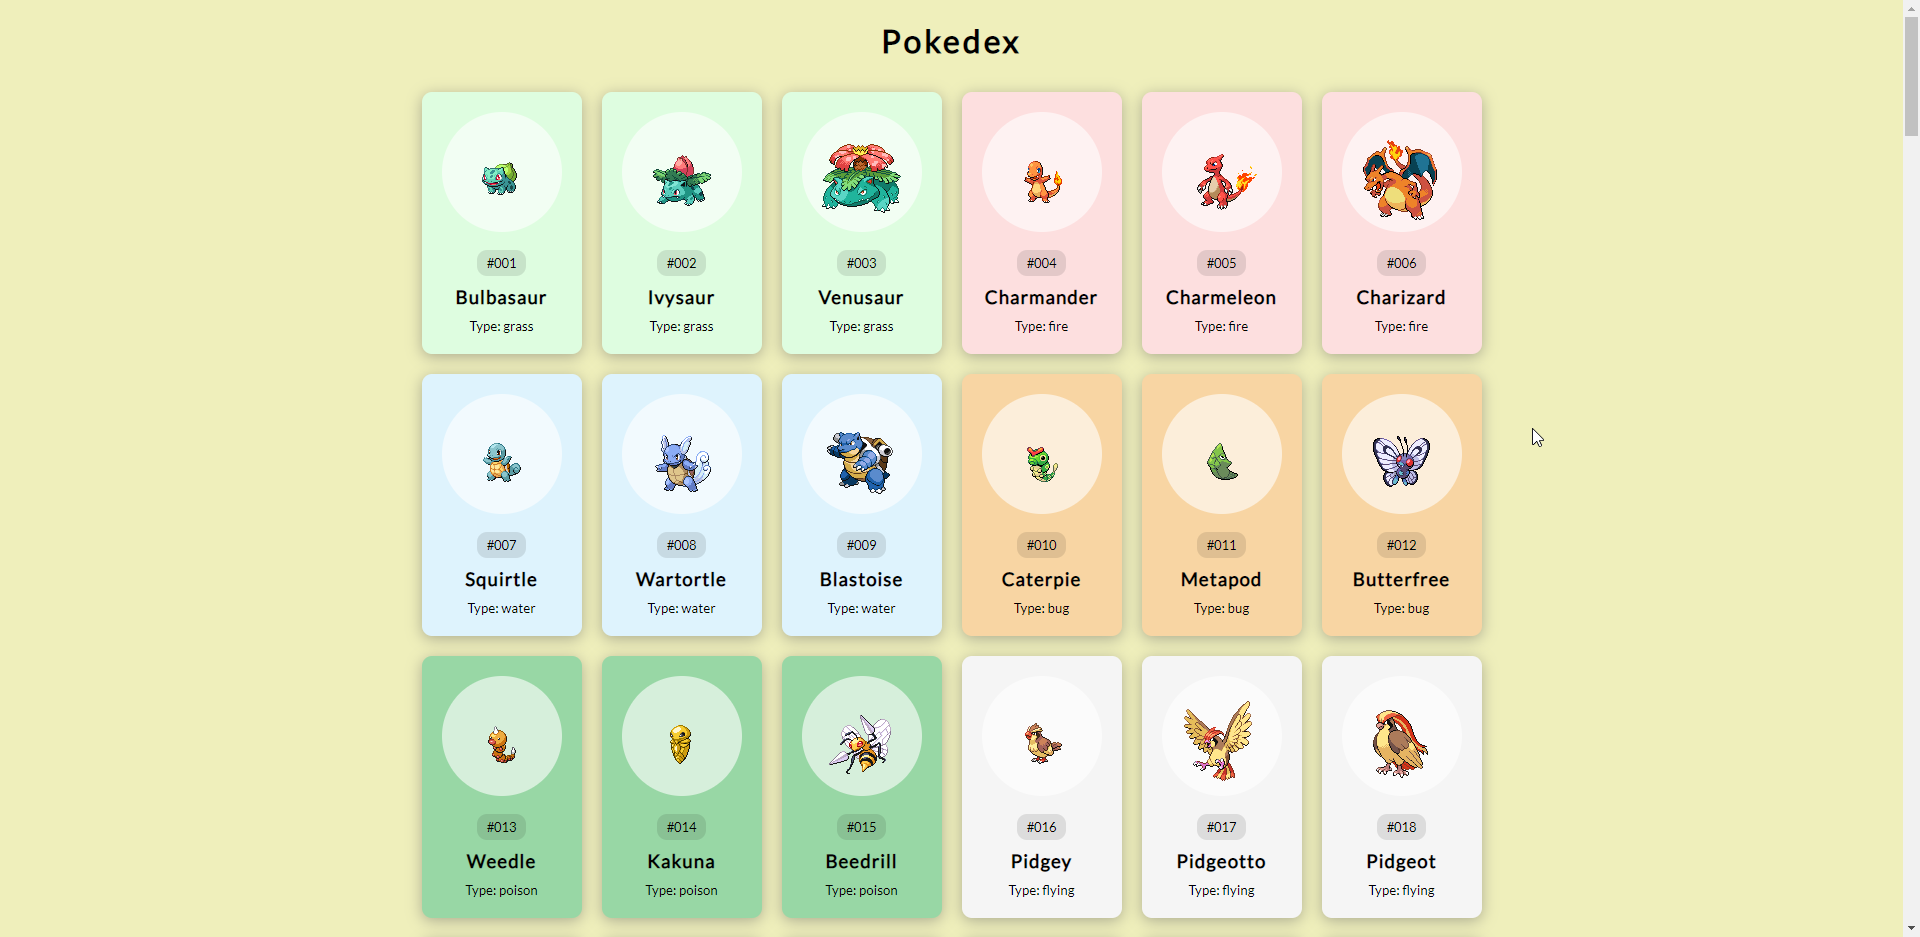 Pokedex
#001
Bulbasaur
Type: grass
#002
Ivysaur
Type: grass
#003
Venusaur
Type: grass
#004
Charmander
Type: fire
#005
Charmeleon
Type: fire
#006
Charizard
Type: fire
#007
Squirtle
Type: water
#008
Wartortle
Type: water
#009
Blastoise
Type: water
#010
Caterpie
Type: bug
#011
Metapod
Type: bug
#012
Butterfree
Type: bug
#013
Weedle
Type: poison
#014
Kakuna
Type: poison
#015
Beedrill
Type: poison
#016
Pidgey
Type: flying
#017
Pidgeotto
Type: flying
#018
Pidgeot
Type: flying